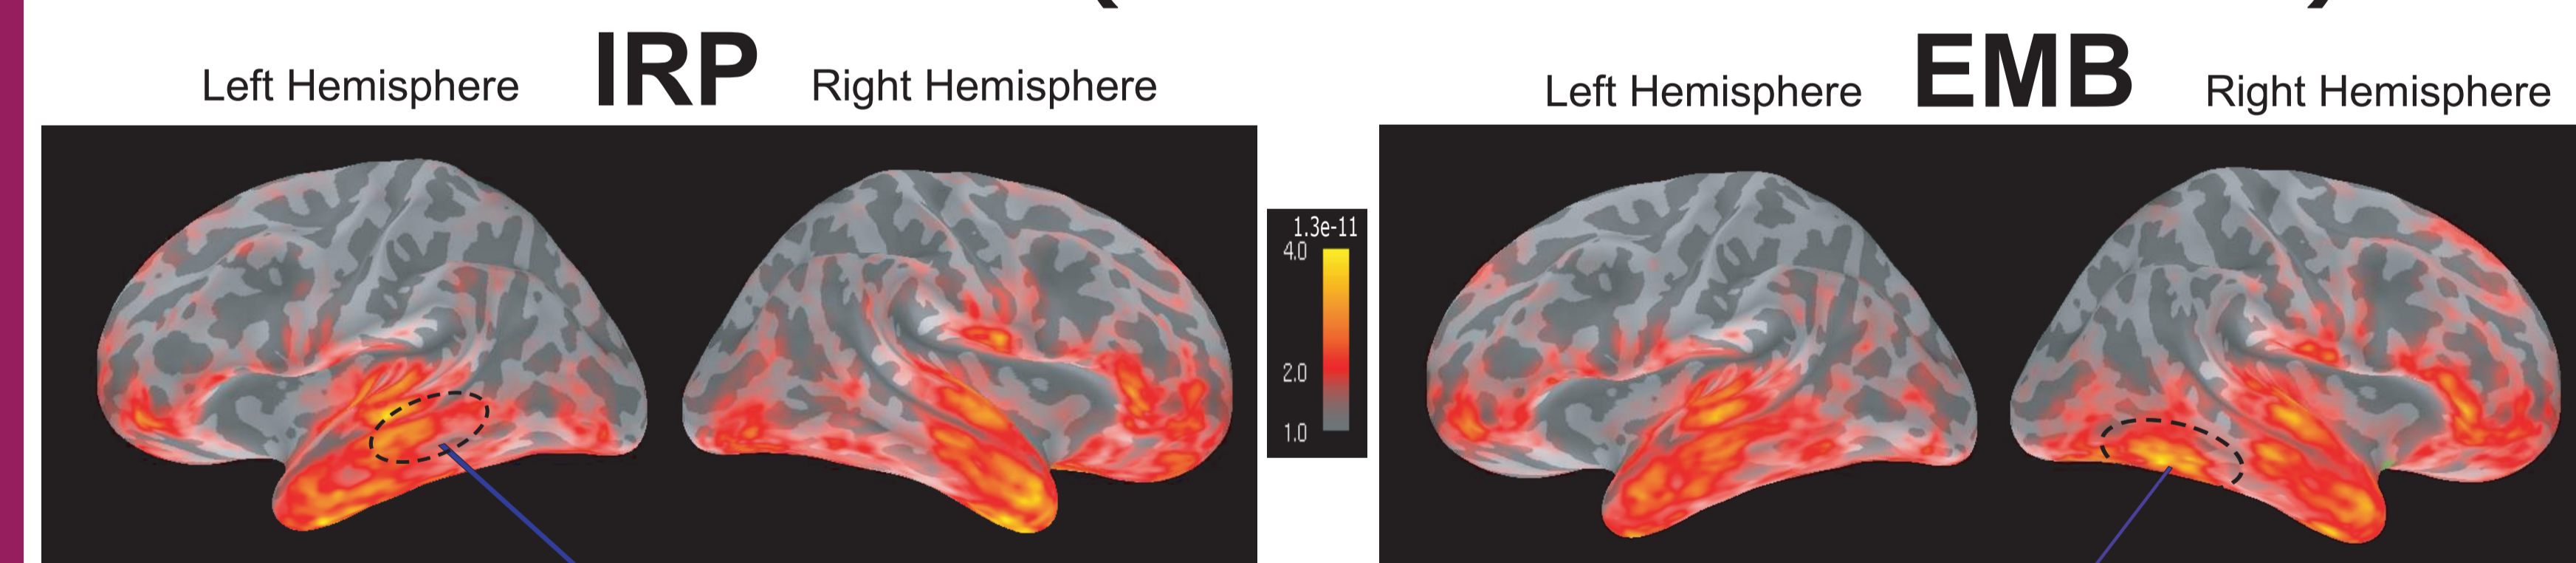 IRP
Left Hemisphere
Right Hemisphere
EMB
Left Hemisphere
Right Hemisphere
1.3e-11
4.0
2.0
1.0